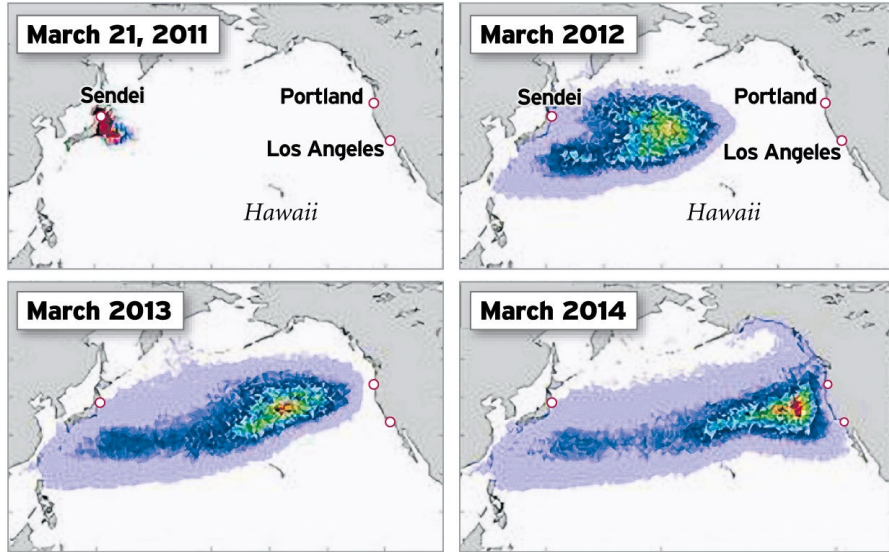 March 21, 2011
Sendei
Portland
Los Angeles
Hawaii
March 2012
Sendei
Portland
Los Angeles
Hawaii
March 2013
March 2014